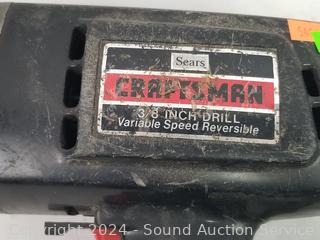 Sears
CRAFTSMAN
3/8 INCH DRILL
Variable Speed Reversible
Copyright 2024 - Sound Auction Service